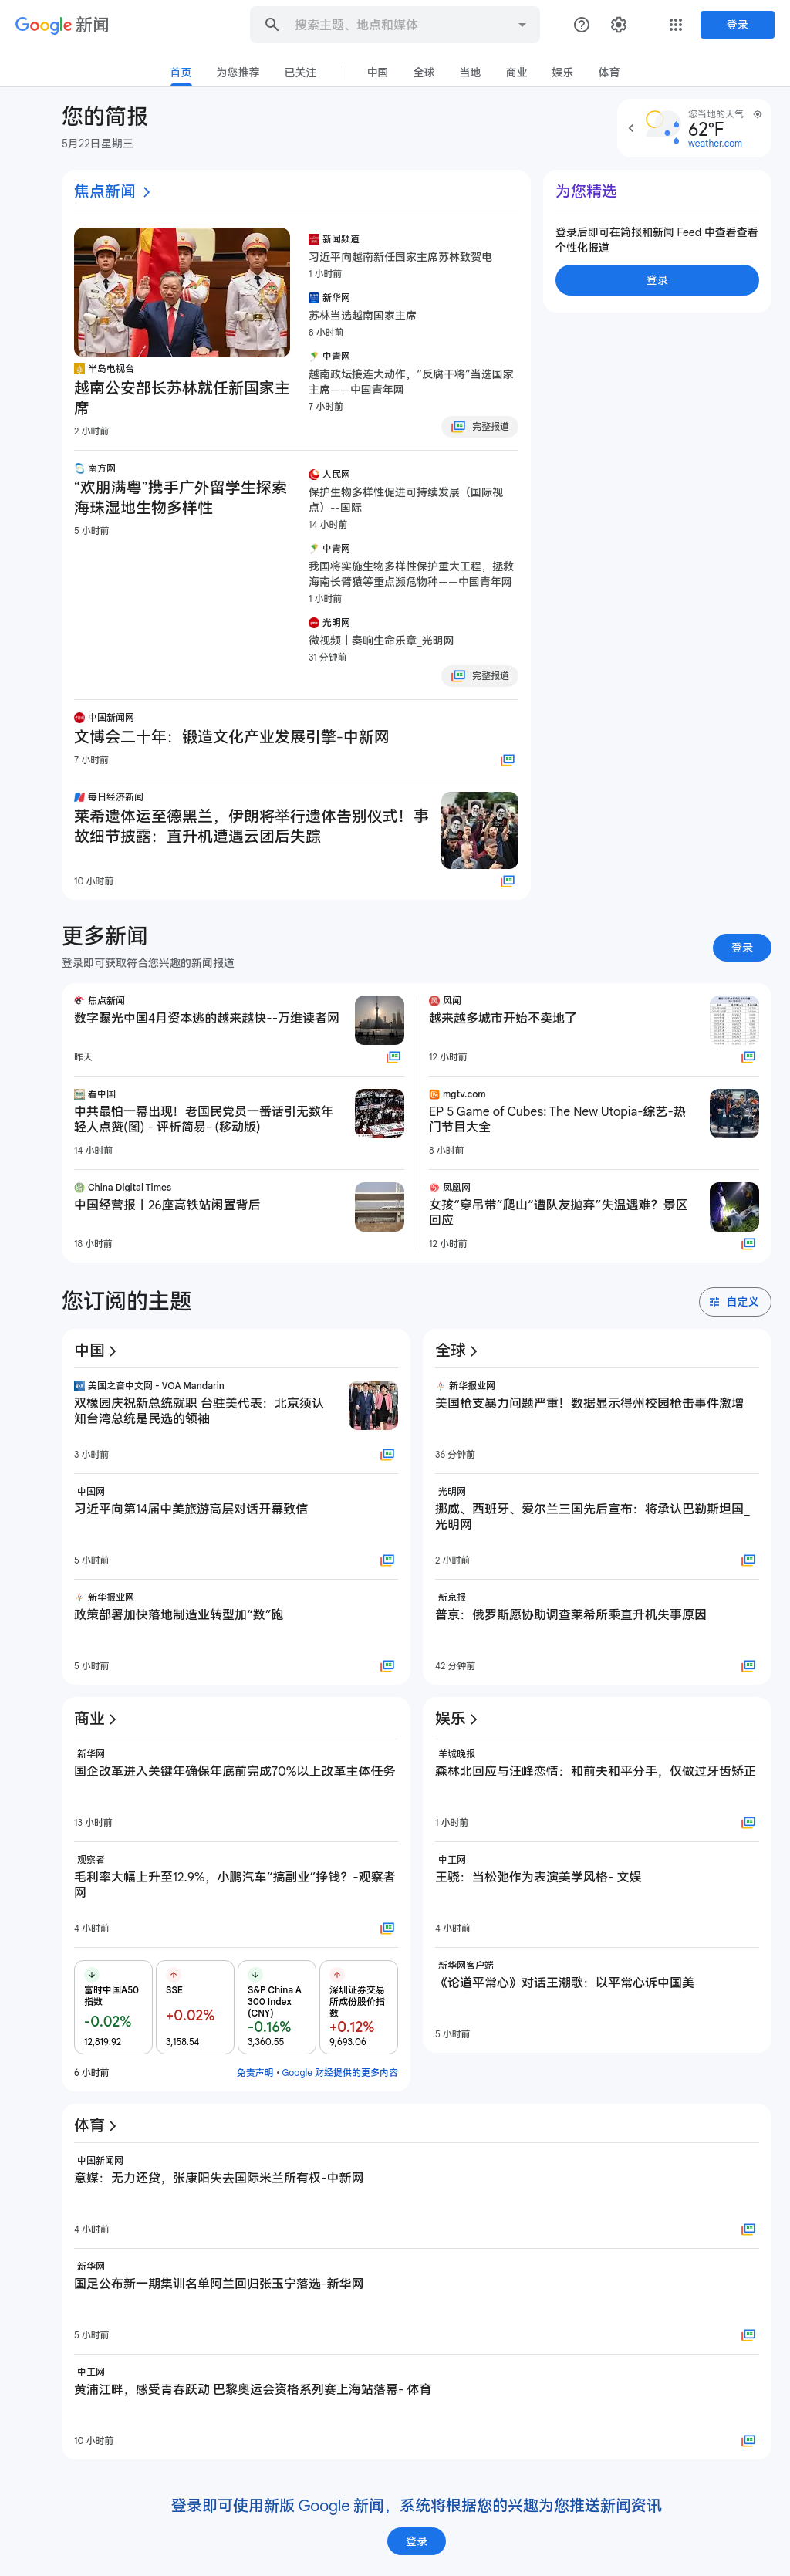 Google 新闻
搜索主题、地点和媒体
登录
首页
为您推荐
已关注
中国
全球
当地
商业
娱乐
体育
您的简报
5月22日星期三
您当地的天气
62°F
weather.com
焦点新闻
半岛电视台
越南公安部长苏林就任新国家主
席
2 小时前
新闻频道
习近平向越南新任国家主席苏林致贺电
1 小时前
新华网
苏林当选越南国家主席
8 小时前
中青网
越南政坛接连大动作，“反腐干将”当选国家
主席——中国青年网
7 小时前
完整报道
南方网
“欢朋满粤”携手广外留学生探索
海珠湿地生物多样性
5 小时前
人民网
保护生物多样性促进可持续发展（国际视
点）--国际
14 小时前
中青网
我国将实施生物多样性保护重大工程，拯救
海南长臂猿等重点濒危物种——中国青年网
1 小时前
光明网
微视频丨奏响生命乐章_光明网
31 分钟前
完整报道
中国新闻网
文博会二十年：锻造文化产业发展引擎-中新网
7 小时前
每日经济新闻
莱希遗体运至德黑兰，伊朗将举行遗体告别仪式！事
故细节披露：直升机遭遇云团后失踪
10 小时前
为您精选
登录后即可在简报和新闻 Feed 中查看查看
个性化报道
登录
更多新闻
登录即可获取符合您兴趣的新闻报道
登录
焦点新闻
数字曝光中国4月资本逃的越来越快--万维读者网
昨天
看中国
中共最怕一幕出现！老国民党员一番话引无数年
轻人点赞(图) - 评析简易- (移动版)
14 小时前
China Digital Times
中国经营报丨26座高铁站闲置背后
18 小时前
风闻
越来越多城市开始不卖地了
12 小时前
mgtv.com
EP 5 Game of Cubes: The New Utopia-综艺-热
门节目大全
8 小时前
凤凰网
女孩“穿吊带”爬山“遭队友抛弃”失温遇难？景区
回应
12 小时前
您订阅的主题
自定义
中国
美国之音中文网 - VOA Mandarin
双橡园庆祝新总统就职 台驻美代表：北京须认
知台湾总统是民选的领袖
3 小时前
中国网
习近平向第14届中美旅游高层对话开幕致信
5 小时前
新华报业网
政策部署加快落地制造业转型加“数”跑
5 小时前
全球
新华报业网
美国枪支暴力问题严重！数据显示得州校园枪击事件激增
36 分钟前
光明网
挪威、西班牙、爱尔兰三国先后宣布：将承认巴勒斯坦国_
光明网
2 小时前
新京报
普京：俄罗斯愿协助调查莱希所乘直升机失事原因
42 分钟前
商业
新华网
国企改革进入关键年确保年底前完成70%以上改革主体任务
13 小时前
观察者
毛利率大幅上升至12.9%，小鹏汽车“搞副业”挣钱？-观察者
网
4 小时前
富时中国A50
指数
-0.02%
12,819.92
SSE
+0.02%
3,158.54
S&P China A
300 Index
(CNY)
-0.16%
3,360.55
深圳证券交易
所成份股价指
数
+0.12%
9,693.06
6 小时前
免责声明 • Google 财经提供的更多内容
娱乐
羊城晚报
森林北回应与汪峰恋情：和前夫和平分手，仅做过牙齿矫正
1 小时前
中工网
王骁：当松弛作为表演美学风格- 文娱
4 小时前
新华网客户端
《论道平常心》对话王潮歌：以平常心诉中国美
5 小时前
体育
中国新闻网
意媒：无力还贷，张康阳失去国际米兰所有权-中新网
4 小时前
新华网
国足公布新一期集训名单阿兰回归张玉宁落选-新华网
5 小时前
中工网
黄浦江畔，感受青春跃动 巴黎奥运会资格系列赛上海站落幕- 体育
10 小时前
登录即可使用新版 Google 新闻，系统将根据您的兴趣为您推送新闻资讯
登录